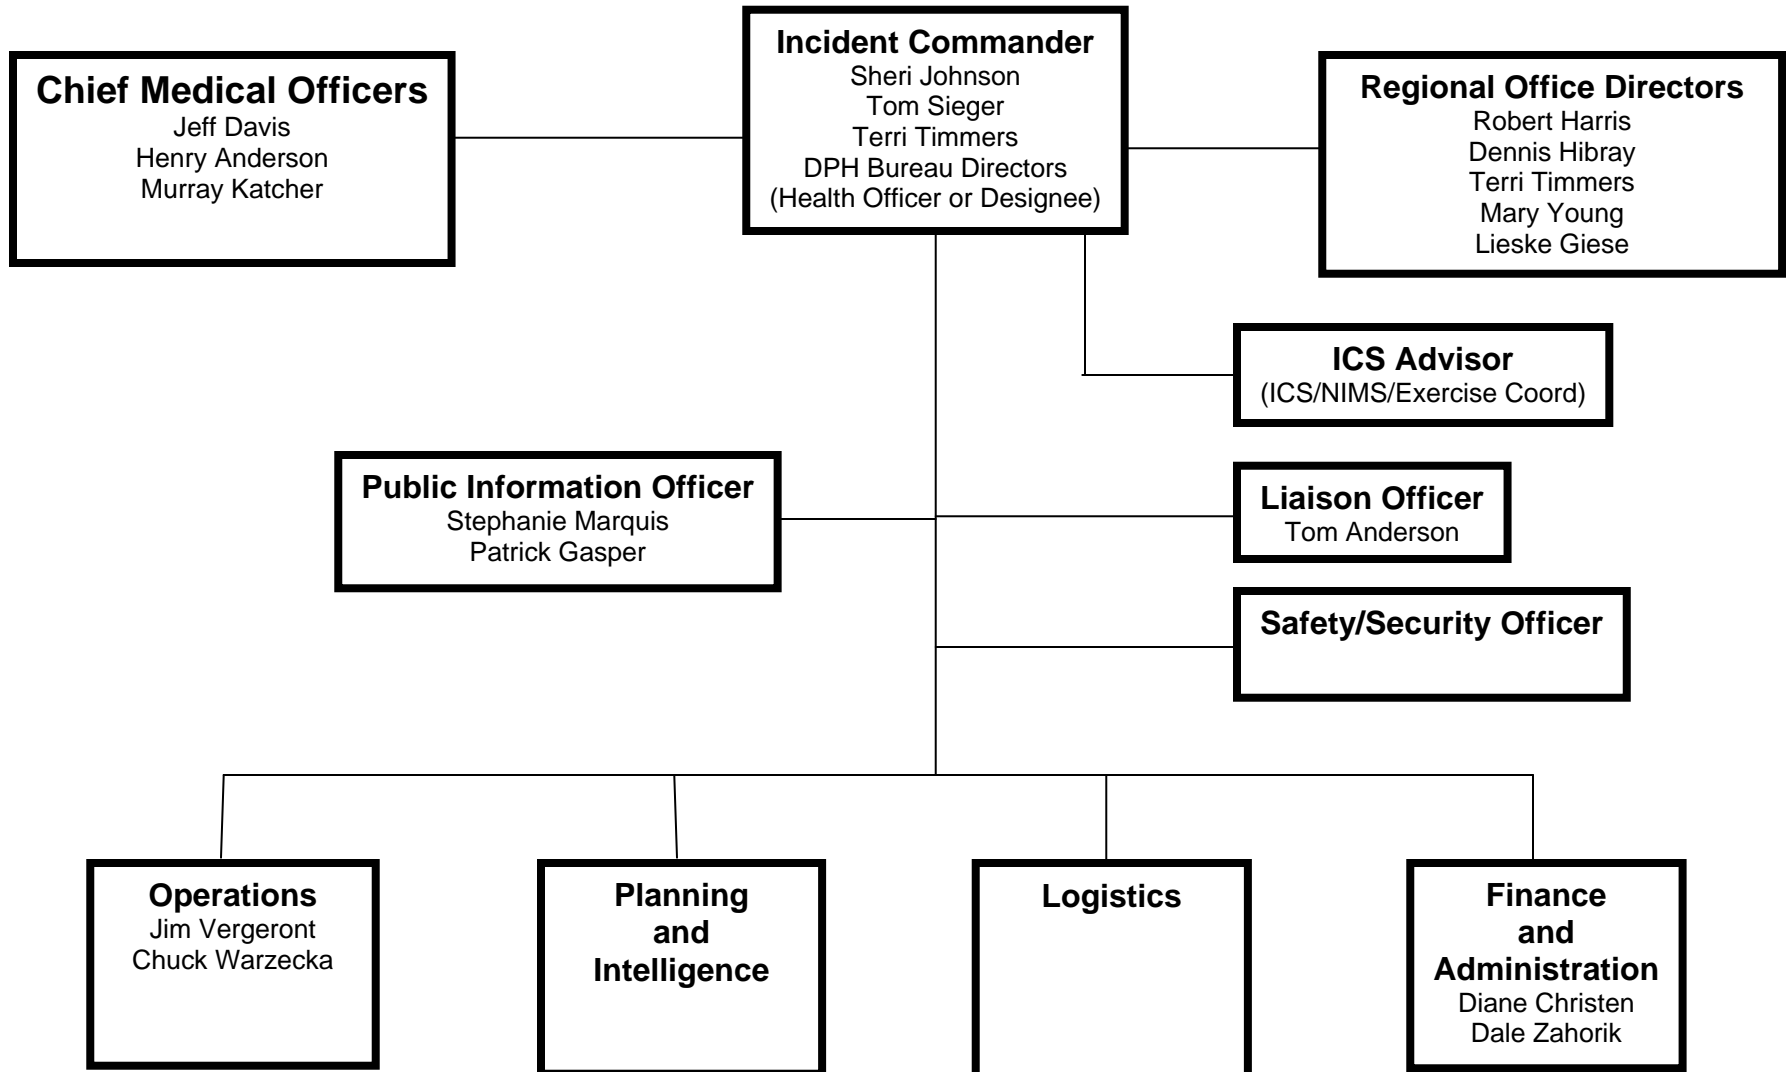 Incident Commander
Sheri Johnson
Tom Sieger
Terri Timmers
DPH Bureau Directors
(Health Officer or Designee)
Chief Medical Officers
Jeff Davis
Henry Anderson
Murray Katcher
Regional Office Directors
Robert Harris
Dennis Hibray
Terri Timmers
Mary Young
Lieske Giese
ICS Advisor
(ICS/NIMS/Exercise Coord)
Public Information Officer
Stephanie Marquis
Patrick Gasper
Liaison Officer
Tom Anderson
Safety/Security Officer
Operations
Jim Vergeront
Chuck Warzecka
Planning
and
Intelligence
Logistics
Finance
and
Administration
Diane Christen
Dale Zahorik